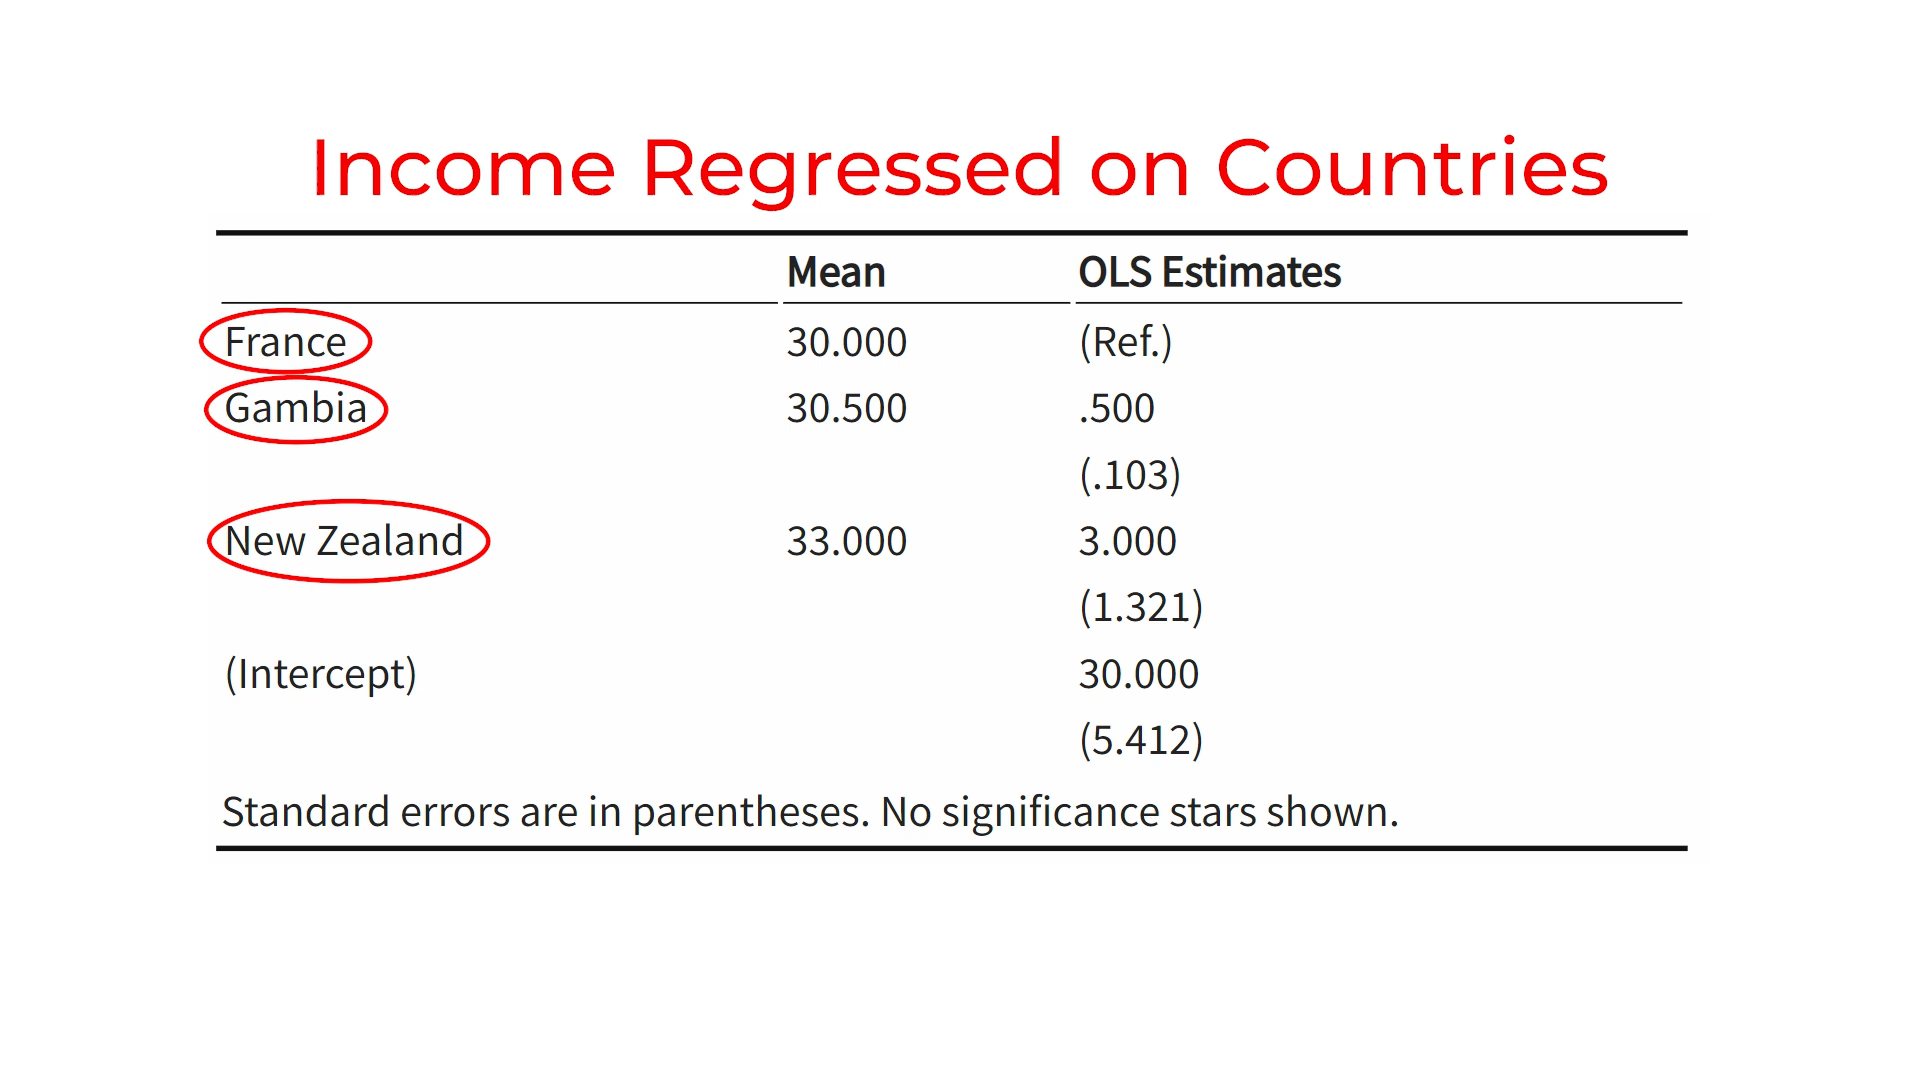 Income Regressed on Countries
Mean OLS Estimates
France 30.000 (Ref.)
Gambia 30.500 .500
(.103)
New Zealand 33.000 3.000
(1.321)
(Intercept) 30.000
(5.412)
Standard errors are in parentheses. No significance stars shown.